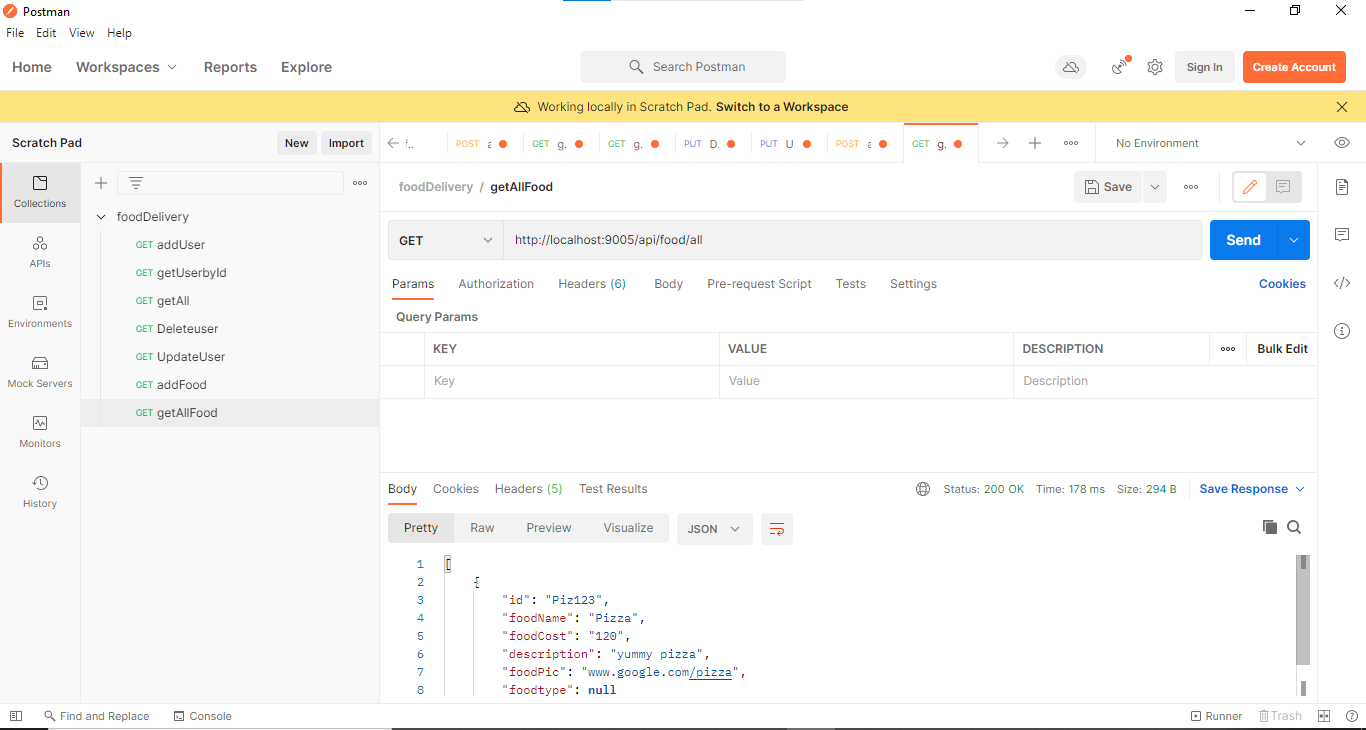 Postman
File Edit View Help
Home Workspaces Reports Explore Search Postman Sign In Create Account
Working locally in Scratch Pad. Switch to a Workspace
Scratch Pad New Import
f... POST a GET g. GET g. PUT D. PUT U POST a GET g. No Environment
Collections
APIs
Environments
Mock Servers
Monitors
History
foodDelivery
GET addUser
GET getUserbyId
GET getAll
GET Deleteuser
GET UpdateUser
GET addFood
GET getAllFood
foodDelivery / getAllFood Save
GET http://localhost:9005/api/food/all Send
Params Authorization Headers (6) Body Pre-request Script Tests Settings Cookies
Query Params
KEY VALUE DESCRIPTION Bulk Edit
Key Value Description
Body Cookies Headers (5) Test Results Status: 200 OK Time: 178 ms Size: 294 B Save Response
Pretty Raw Preview Visualize JSON
1 [
2 {
3 "id": "Piz123",
4 "foodName": "Pizza",
5 "foodCost": "120",
6 "description": "yummy pizza",
7 "foodPic": "www.google.com/pizza",
8 "foodtype": null
Find and Replace Console Runner Trash